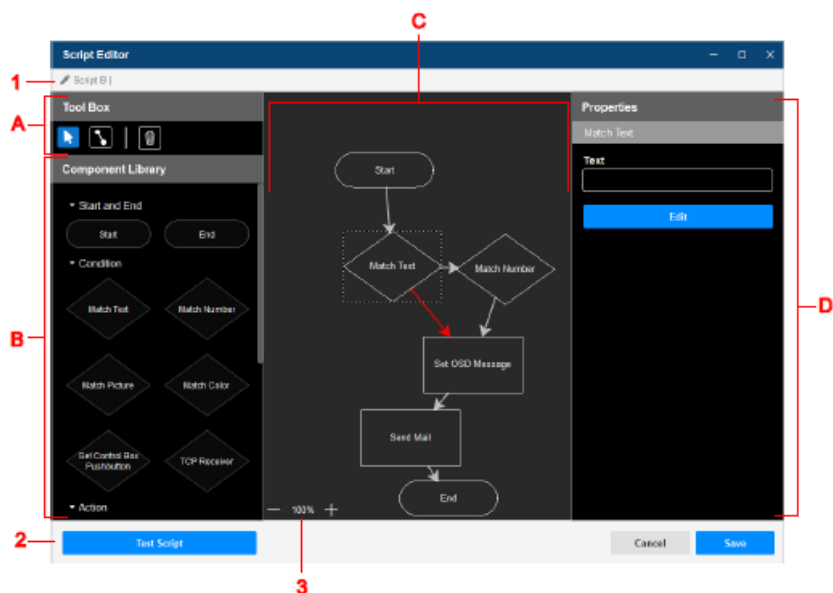 C
Script Editor
1
Script B |
A
Tool Box
Properties
Match Text
B
Component Library
Start and End
Start
End
Condition
Match Text
Match Number
Match Picture
Match Color
Get Control Box
Pushbutton
TCP Receiver
Action
Start
Match Text
Match Number
Set OSD Message
Send Mail
End
100%
Text
Edit
D
2
Test Script
Cancel
Save
3